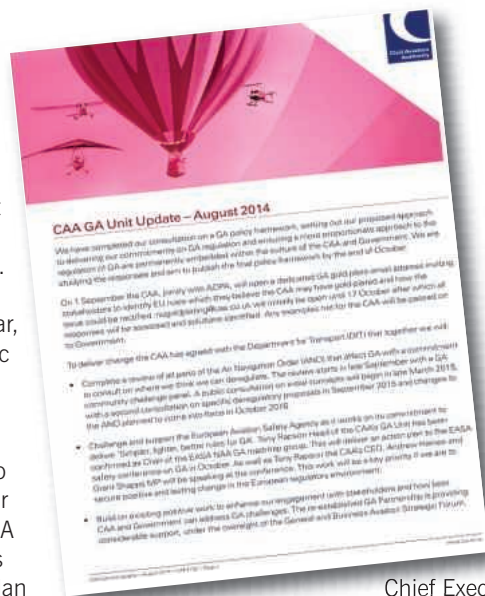 Civil Aviation
Authority
CAA GA Unit Update – August 2014
We have completed our consultation on a GA policy framework, setting out our proposed approach
to delivering our commitments on GA regulation and ensuring a more proportionate approach to the
regulation of GA are permanently embedded within the culture of the CAA and Government. We are
studying the responses and aim to publish the final policy framework by the end of October.
On 1 September the CAA, jointly with AOPA, will open a dedicated GA gold plate email address inviting
stakeholders to identify EU rules which they believe the CAA may have gold plated and how the
issue could be rectified. will initially be open until 17 October after which all
responses will be assessed and solutions identified. Any examples not for the CAA will be passed on
to Government.
To deliver change the CAA has agreed with the Department for Transport (DfT) that together we will:
• Complete a review of all parts of the Air Navigation Order (ANO) that affect GA with a commitment
to consult on where we think we can deregulate. The review starts in late September with a GA
community challenge panel. A public consultation on initial concepts will begin in late March 2015,
with a second consultation on specific deregulatory proposals in September 2015 and changes to
the ANO planned to come into force in October 2016
• Challenge and support the European Aviation Safety Agency as it works on its commitment to
deliver 'Simpler, lighter, better rules for GA'. Tony Rapson Head of the CAA's GA Unit has been
confirmed as Chair of the EASA NAA GA roadmap group. This will deliver an action plan to the EASA
safety conference on GA in October. As well as Tony Rapson the CAA's CEO, Andrew Haines and
Grant Shapps MP will be speaking at the conference. This work will be a key priority if we are to
secure positive and lasting change in the European regulatory environment.
• Build on existing positive work to enhance our engagement with stakeholders and how best
CAA and Government can address GA challenges. The re-established GA Partnership is providing
considerable support, under the oversight of the General and Business Aviation Strategic Forum.
Chief Exec